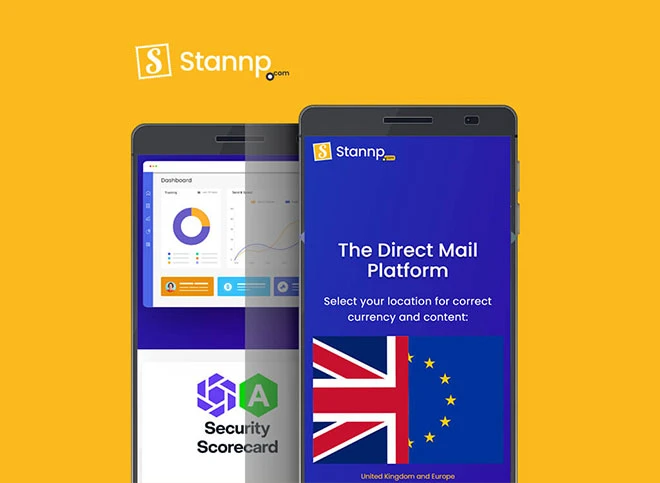 Stannp
.com
Dashboard
Tracking
Stannp
The Direct Mail
Platform
Select your location for correct
currency and content:
A
Security
Scorecard
United Kingdom and Europe